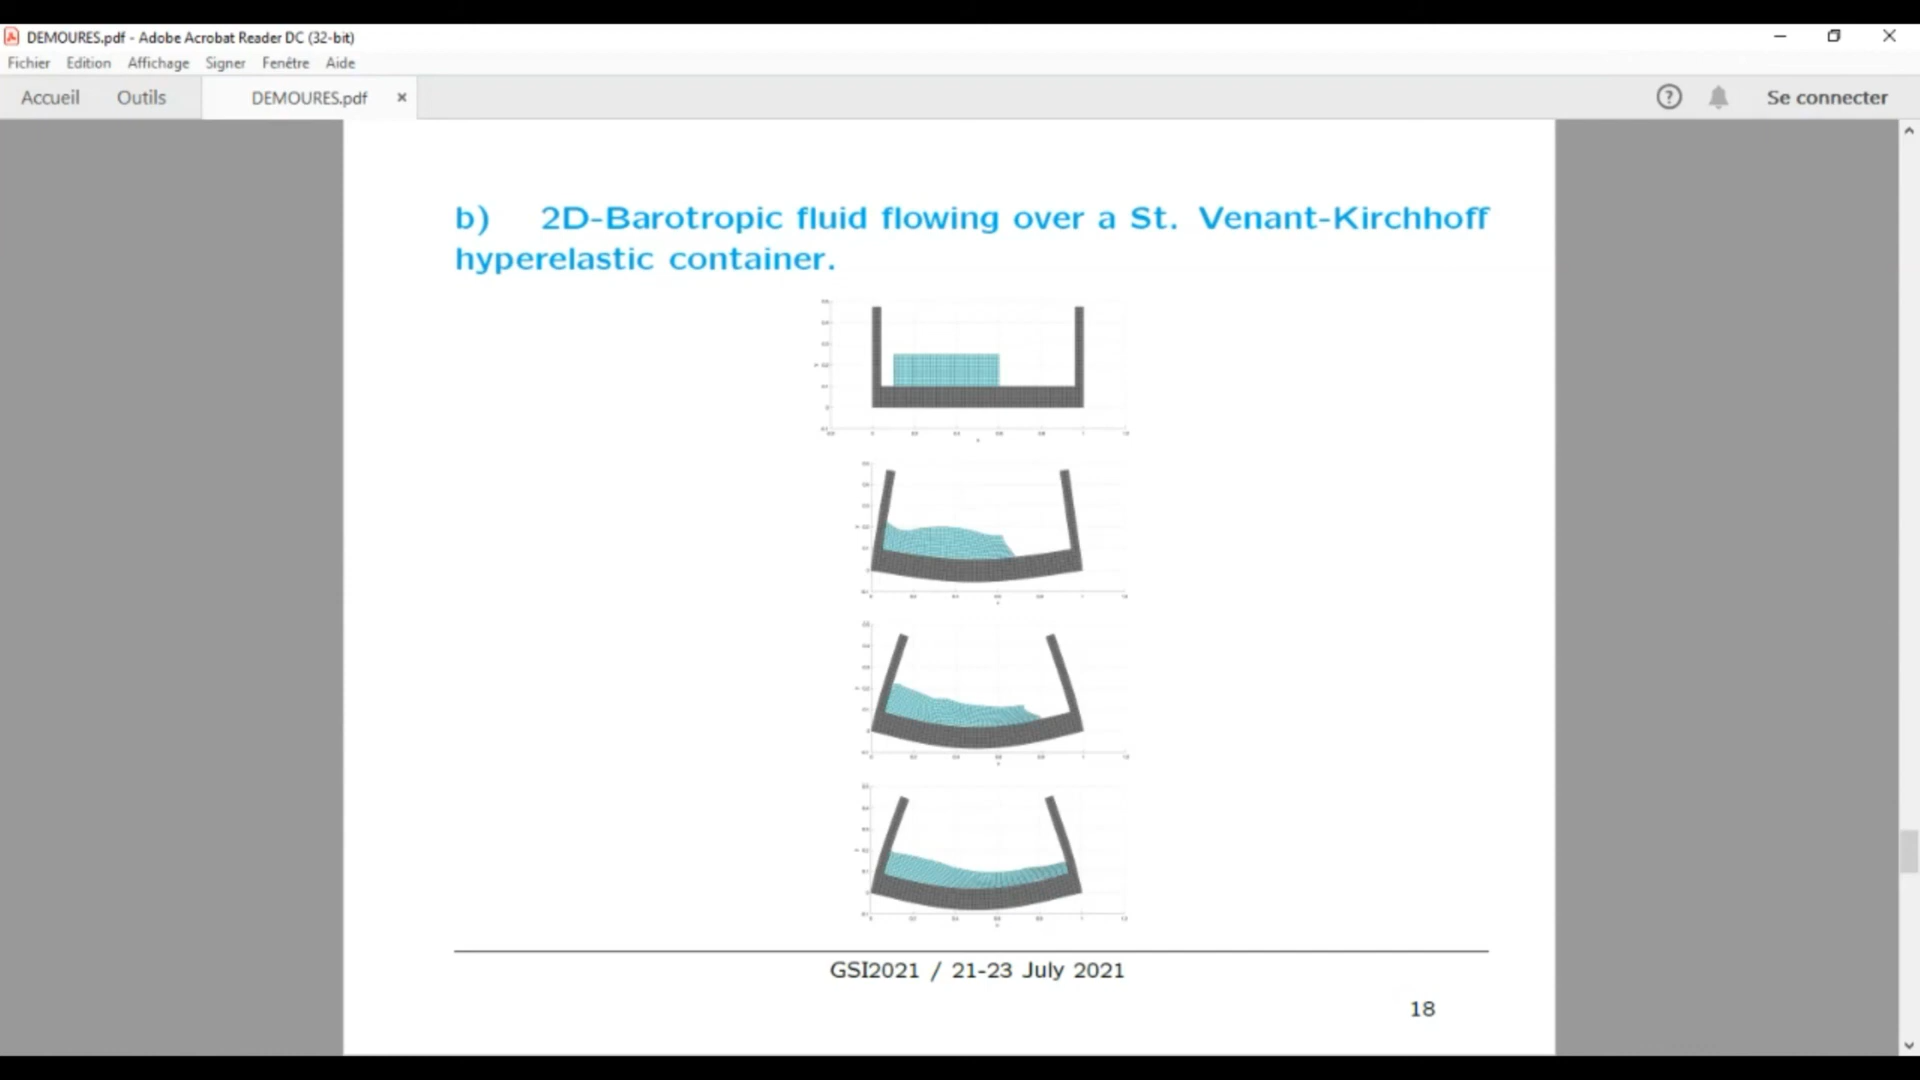 DEMOURES.pdf - Adobe Acrobat Reader DC (32-bit)
Fichier Edition Affichage Signer Fenêtre Aide
Accueil Outils DEMOURES.pdf Se connecter
b) 2D-Barotropic fluid flowing over a St. Venant-Kirchhoff
hyperelastic container.
GSI2021 / 21-23 July 2021
18